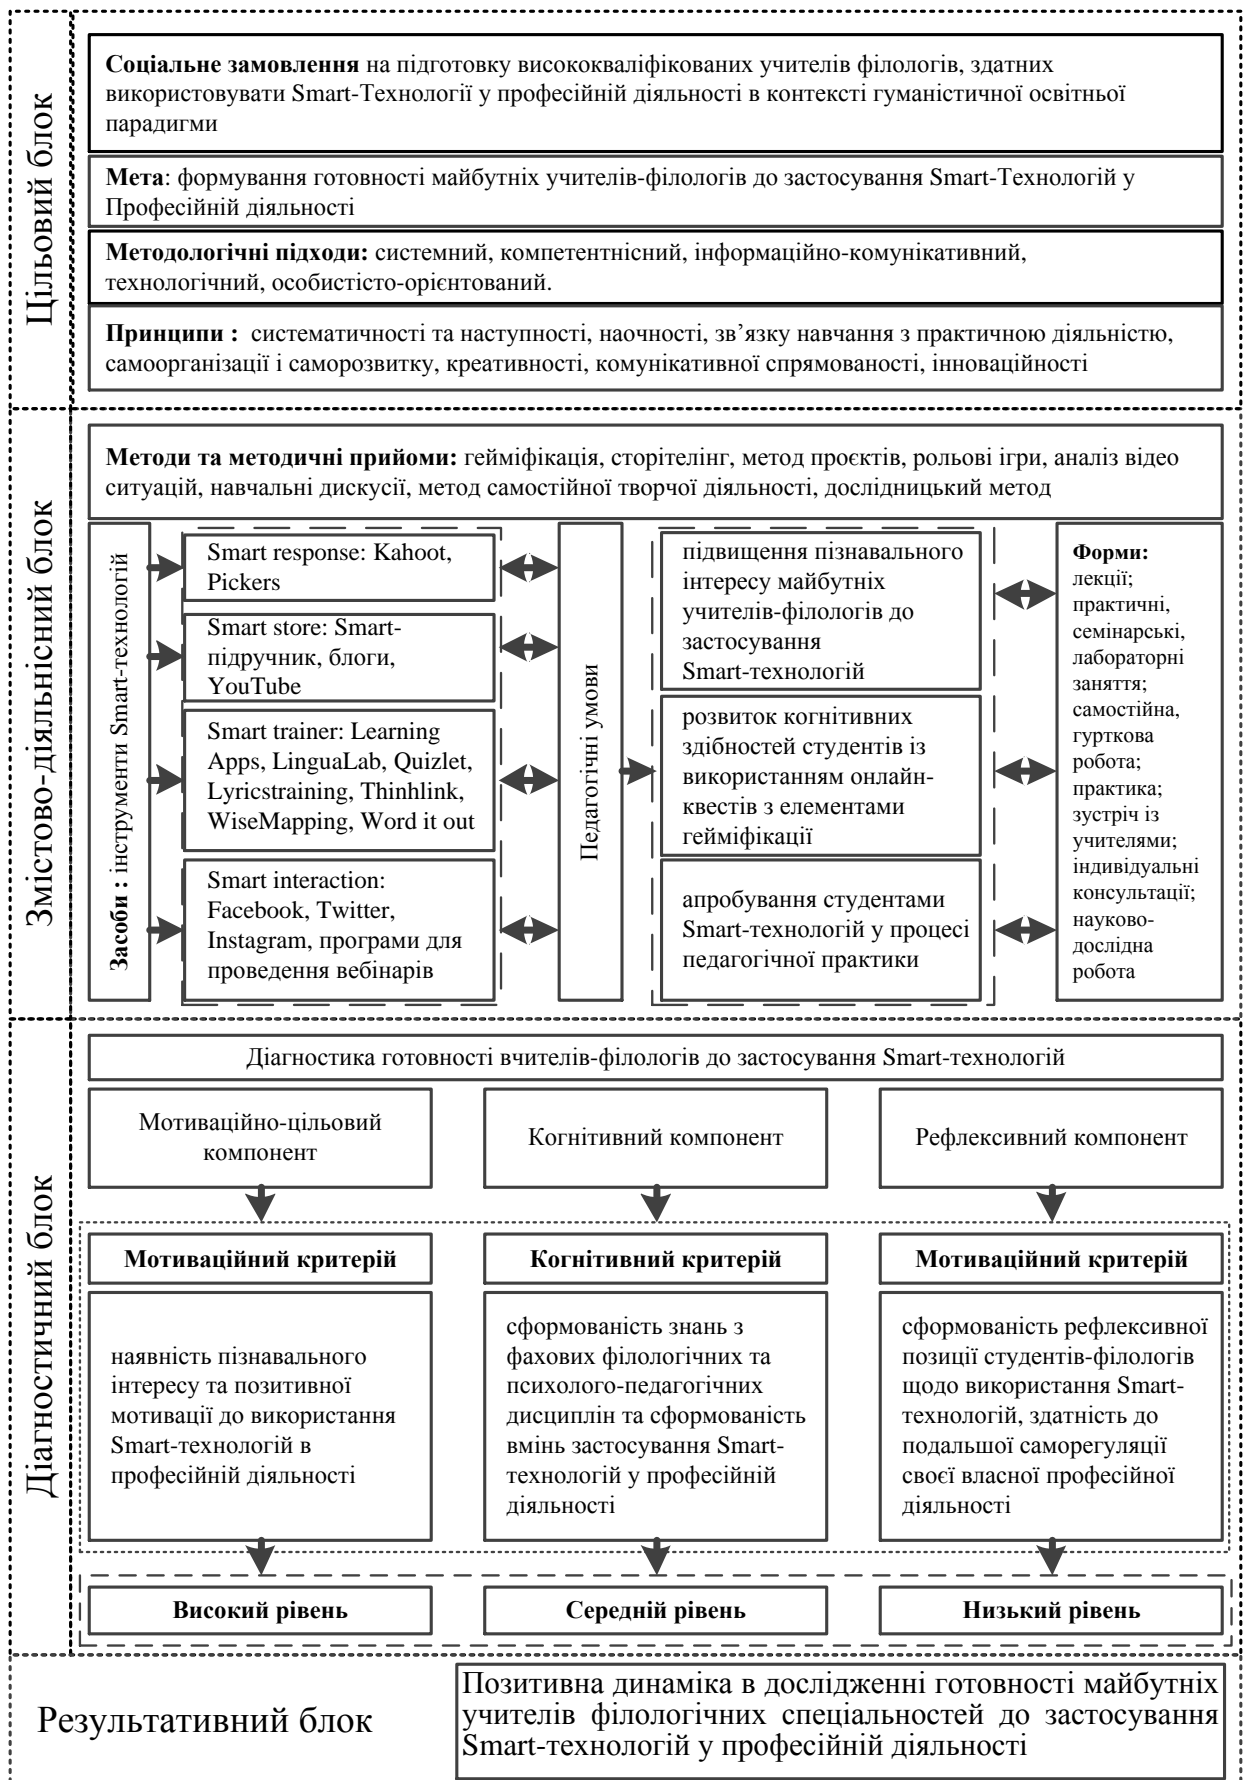 Цільовий блок
Соціальне замовлення на підготовку висококваліфікованих учителів філологів, здатних
використовувати Smart-Технології у професійній діяльності в контексті гуманістичної освітньої
парадигми
Мета: формування готовності майбутніх учителів-філологів до застосування Smart-Технологій у
Професійній діяльності
Методологічні підходи: системний, компетентнісний, інформаційно-комунікативний,
технологічний, особистісто-орієнтований.
Принципи : систематичності та наступності, наочності, зв’язку навчання з практичною діяльністю,
самоорганізації і саморозвитку, креативності, комунікативної спрямованості, інноваційності
Змістово-діяльнісний блок
Методи та методичні прийоми: гейміфікація, сторітелінг, метод проєктів, рольові ігри, аналіз відео
ситуацій, навчальні дискусії, метод самостійної творчої діяльності, дослідницький метод
Засоби : інструменти Smart-технологій
Smart response: Kahoot,
Pickers
Smart store: Smart-
підручник, блоги,
YouTube
Smart trainer: Learning
Apps, LinguaLab, Quizlet,
Lyricstraining, Thinhlink,
WiseMapping, Word it out
Smart interaction:
Facebook, Twitter,
Instagram, програми для
проведення вебінарів
Педагогічні умови
підвищення пізнавального
інтересу майбутніх
учителів-філологів до
застосування
Smart-технологій
розвиток когнітивних
здібностей студентів із
використанням онлайн-
квестів з елементами
гейміфікації
апробування студентами
Smart-технологій у процесі
педагогічної практики
Форми:
лекції;
практичні,
семінарські,
лабораторні
заняття;
самостійна,
гурткова
робота;
практика;
зустріч із
учителями;
індивідуальні
консультації;
науково-
дослідна
робота
Діагностичний блок
Діагностика готовності вчителів-філологів до застосування Smart-технологій
Мотиваційно-цільовий
компонент
Когнітивний компонент
Рефлексивний компонент
Мотиваційний критерій
Когнітивний критерій
Мотиваційний критерій
наявність пізнавального
інтересу та позитивної
мотивації до використання
Smart-технологій в
професійній діяльності
сформованість знань з
фахових філологічних та
психолого-педагогічних
дисциплін та сформованість
вмінь застосування Smart-
технологій у професійній
діяльності
сформованість рефлексивної
позиції студентів-філологів
щодо використання Smart-
технологій, здатність до
подальшої саморегуляції
своєї власної професійної
діяльності
Високий рівень
Середній рівень
Низький рівень
Результативний блок
Позитивна динаміка в дослідженні готовності майбутніх
учителів філологічних спеціальностей до застосування
Smart-технологій у професійній діяльності